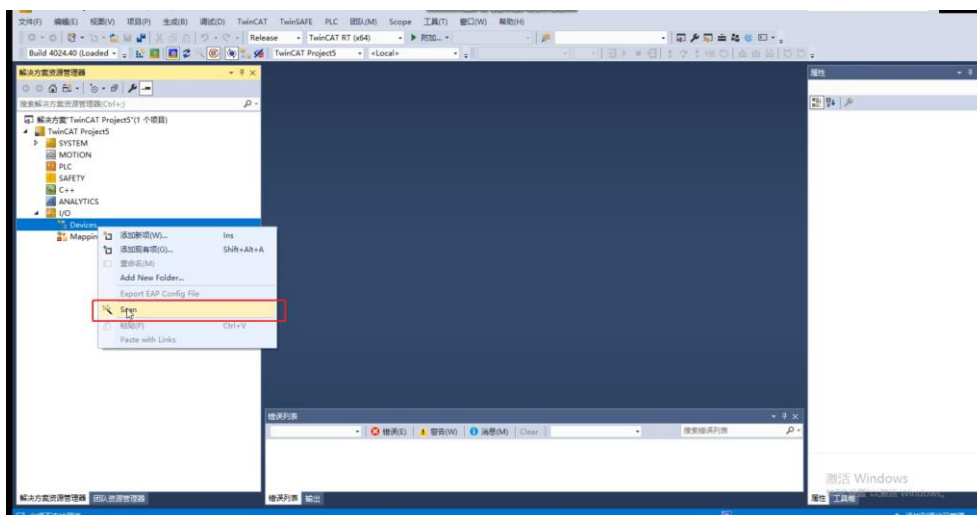 文件(F) 编辑(E) 视图(V) 项目(P) 生成(B) 调试(D) TwinCAT TwinSAFE PLC 团队(M) Scope 工具(T) 窗口(W) 帮助(H)
Release TwinCAT RT (x64) 附加...
Build 4024.40 (Loaded TwinCAT Project5 <Local>
解决方案资源管理器
搜索解决方案资源管理器(Ctrl+;)
解决方案"TwinCAT Project5"(1 个项目)
TwinCAT Project5
SYSTEM
MOTION
PLC
SAFETY
C++
ANALYTICS
I/O
Devices
Mappin
添加新项(W)... Ins
添加现有项(G)... Shift+Alt+A
重命名(M)
Add New Folder...
Export EAP Config File
Scan
粘贴(P) Ctrl+V
Paste with Links
属性
错误列表
错误(E) 警告(W) 消息(M) Clear 搜索错误列表
激活 Windows
解决方案资源管理器 团队资源管理器
错误列表 输出
属性 工具箱